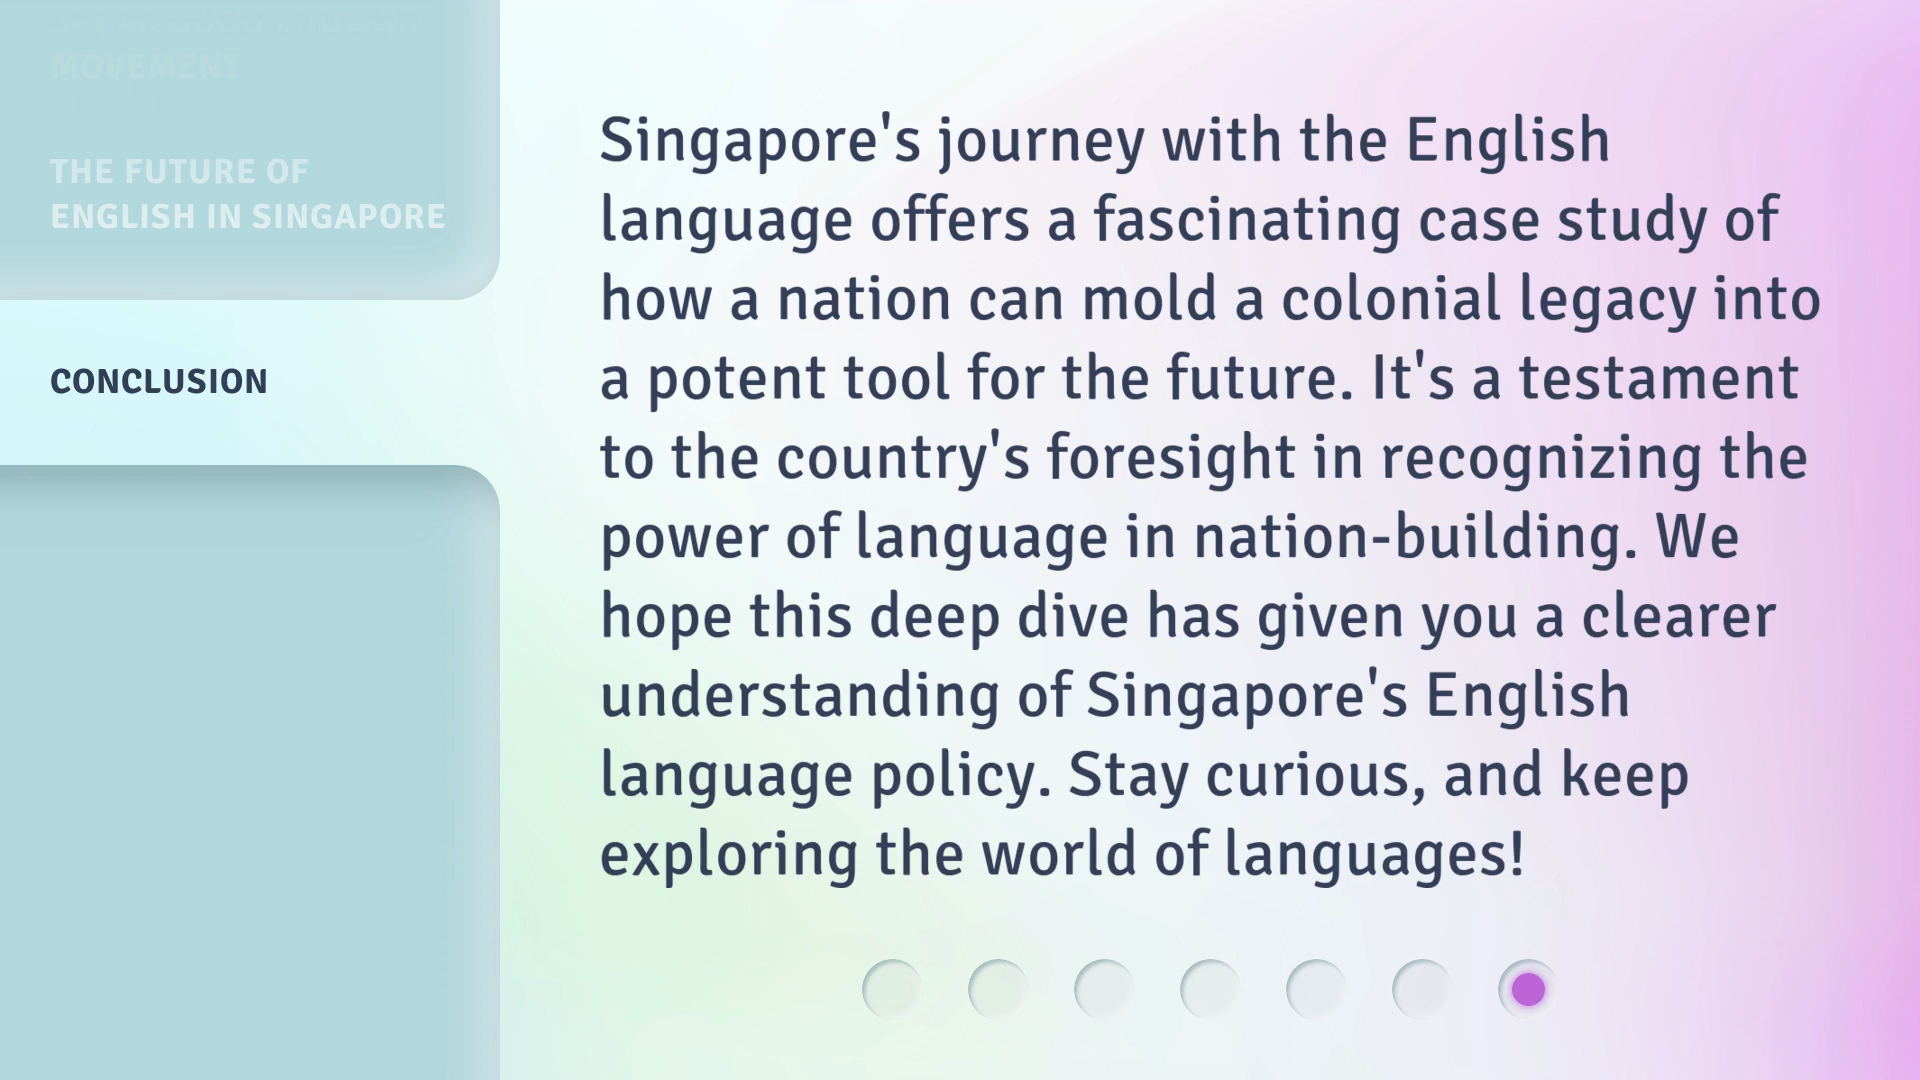 MOVEMENT
THE FUTURE OF
ENGLISH IN SINGAPORE
CONCLUSION
Singapore's journey with the English
language offers a fascinating case study of
how a nation can mold a colonial legacy into
a potent tool for the future. It's a testament
to the country's foresight in recognizing the
power of language in nation-building. We
hope this deep dive has given you a clearer
understanding of Singapore's English
language policy. Stay curious, and keep
exploring the world of languages!